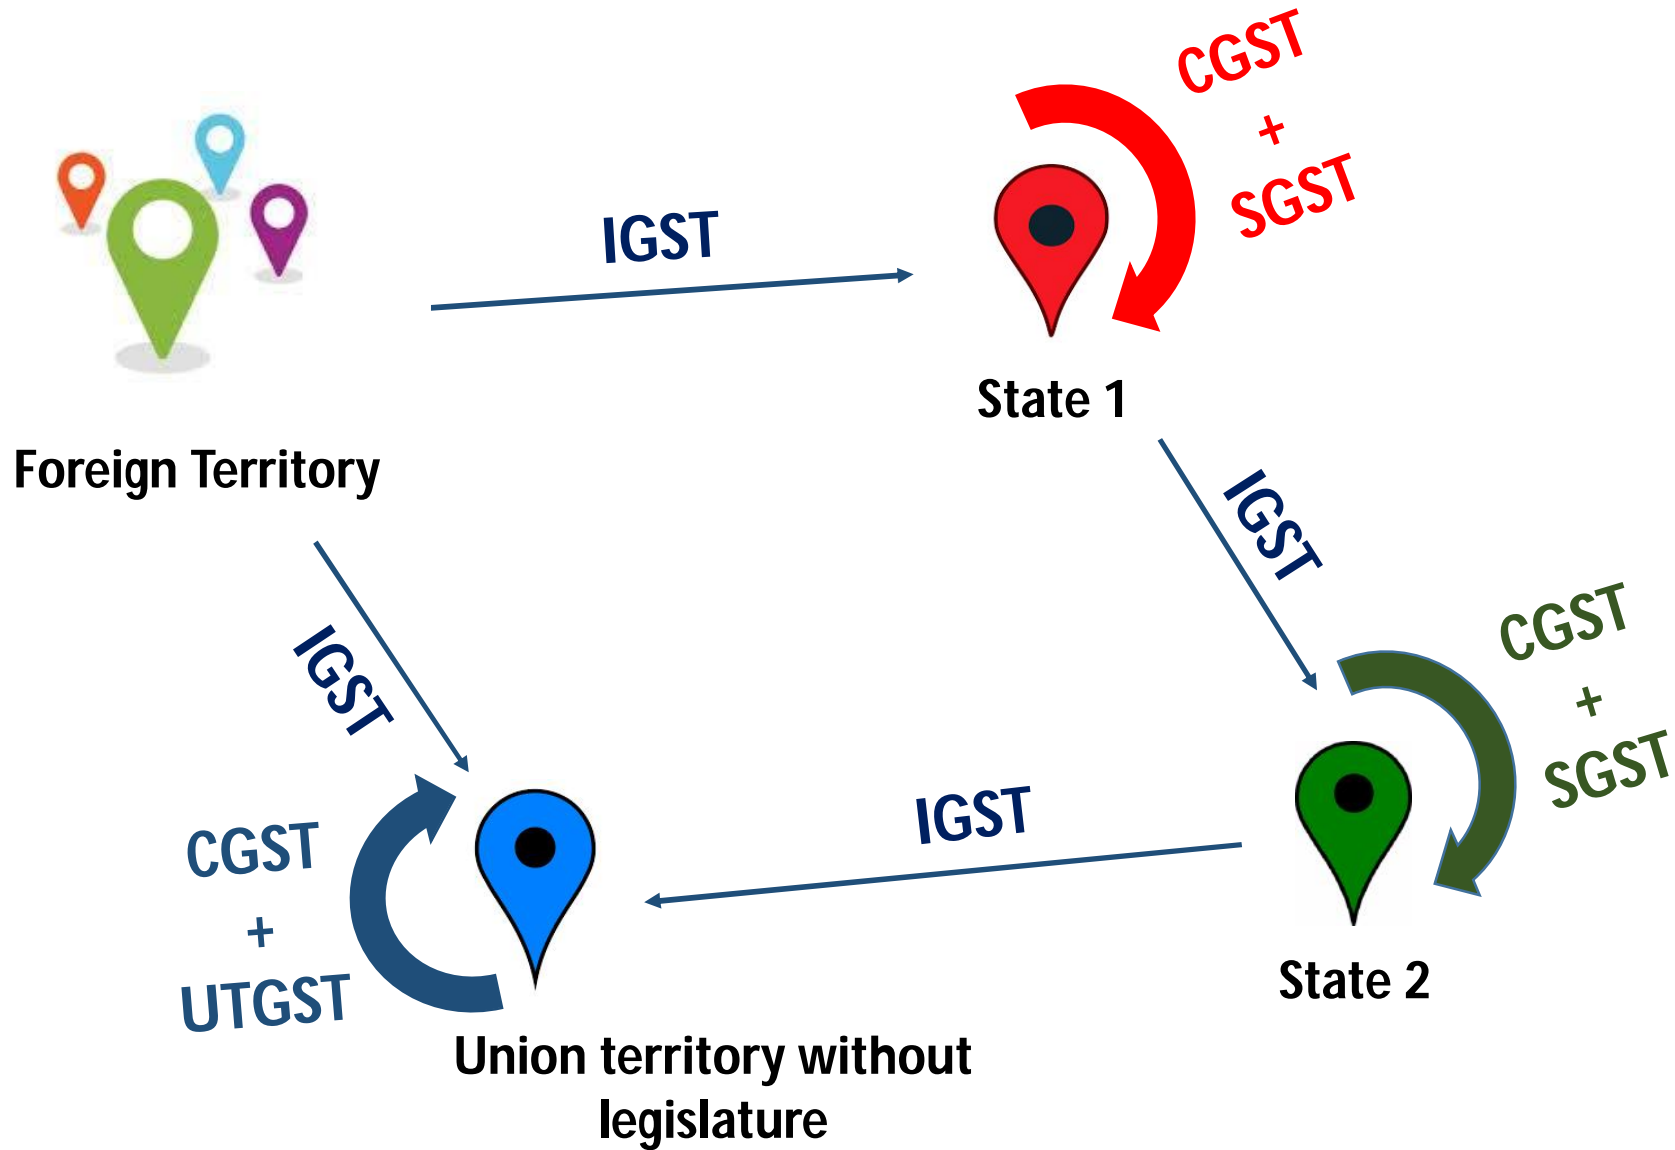 CGST
+
SGST
IGST
State 1
Foreign Territory
IGST
IGST
CGST
+
SGST
IGST
CGST
+
UTGST
State 2
Union territory without
legislature